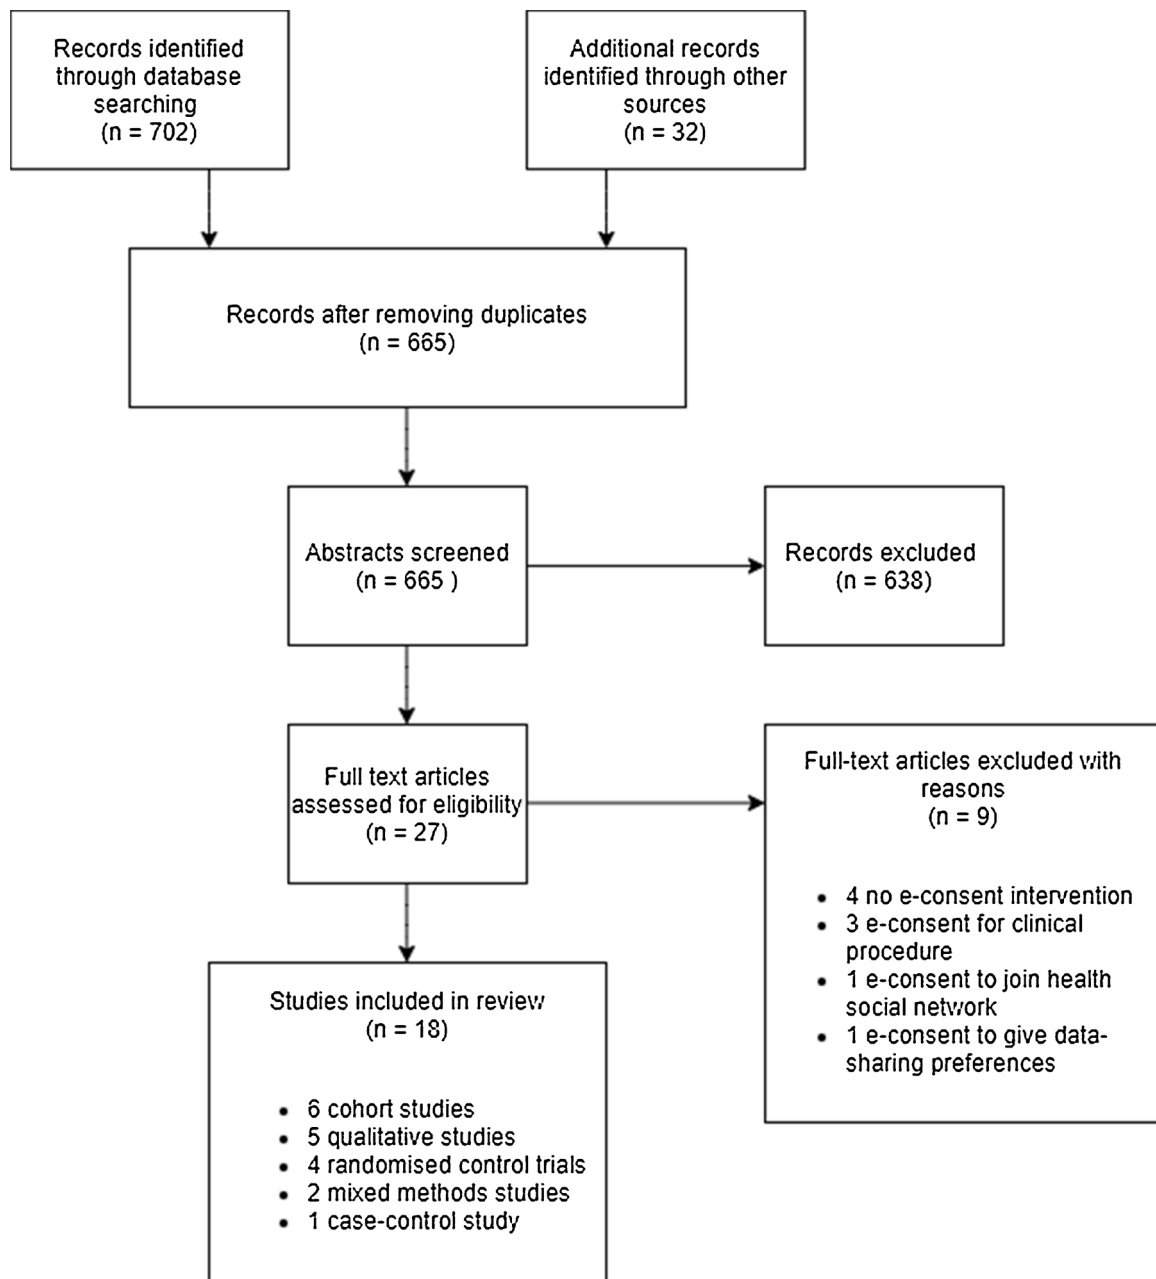 Records identified
through database
searching
(n = 702)
Additional records
identified through other
sources
(n = 32)
Records after removing duplicates
(n = 665)
Abstracts screened
(n = 665 )
Records excluded
(n = 638)
Full text articles
assessed for eligibility
(n = 27)
Full-text articles excluded with
reasons
(n = 9)
• 4 no e-consent intervention
• 3 e-consent for clinical
procedure
• 1 e-consent to join health
social network
• 1 e-consent to give data-
sharing preferences
Studies included in review
(n = 18)
• 6 cohort studies
• 5 qualitative studies
• 4 randomised control trials
• 2 mixed methods studies
• 1 case-control study